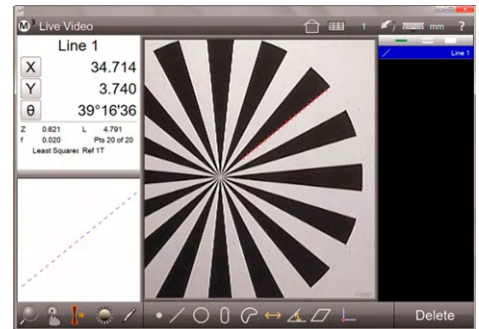 M3 Live Video
1 mm ?
Line 1
X 34.714
Y 3.740
θ 39°16'36
Z 0.621 L 4.791
f 0.020 Pts 20 of 20
Least Squares Ref 1T
Line 1
Delete